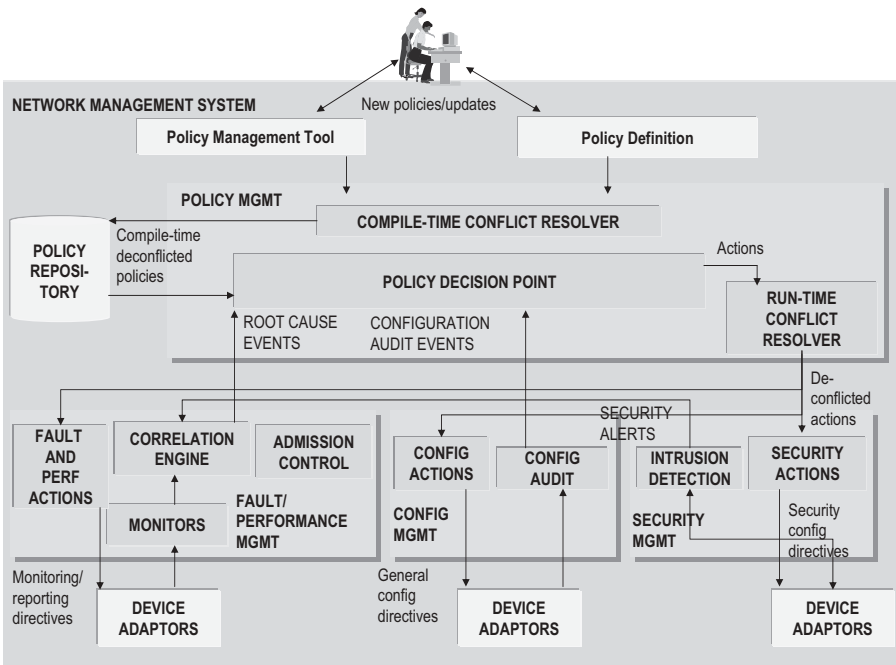 NETWORK MANAGEMENT SYSTEM
New policies/updates
Policy Management Tool
Policy Definition
POLICY MGMT
COMPILE-TIME CONFLICT RESOLVER
POLICY
REPOSI-
TORY
Compile-time
deconflicted
policies
POLICY DECISION POINT
Actions
RUN-TIME
CONFLICT
RESOLVER
ROOT CAUSE
EVENTS
CONFIGURATION
AUDIT EVENTS
De-
conflicted
actions
SECURITY
ALERTS
FAULT
AND
PERF
ACTIONS
CORRELATION
ENGINE
ADMISSION
CONTROL
MONITORS
FAULT/
PERFORMANCE
MGMT
CONFIG
ACTIONS
CONFIG
AUDIT
CONFIG
MGMT
INTRUSION
DETECTION
SECURITY
ACTIONS
SECURITY
MGMT
Security
config
directives
Monitoring/
reporting
directives
DEVICE
ADAPTORS
General
config
directives
DEVICE
ADAPTORS
DEVICE
ADAPTORS